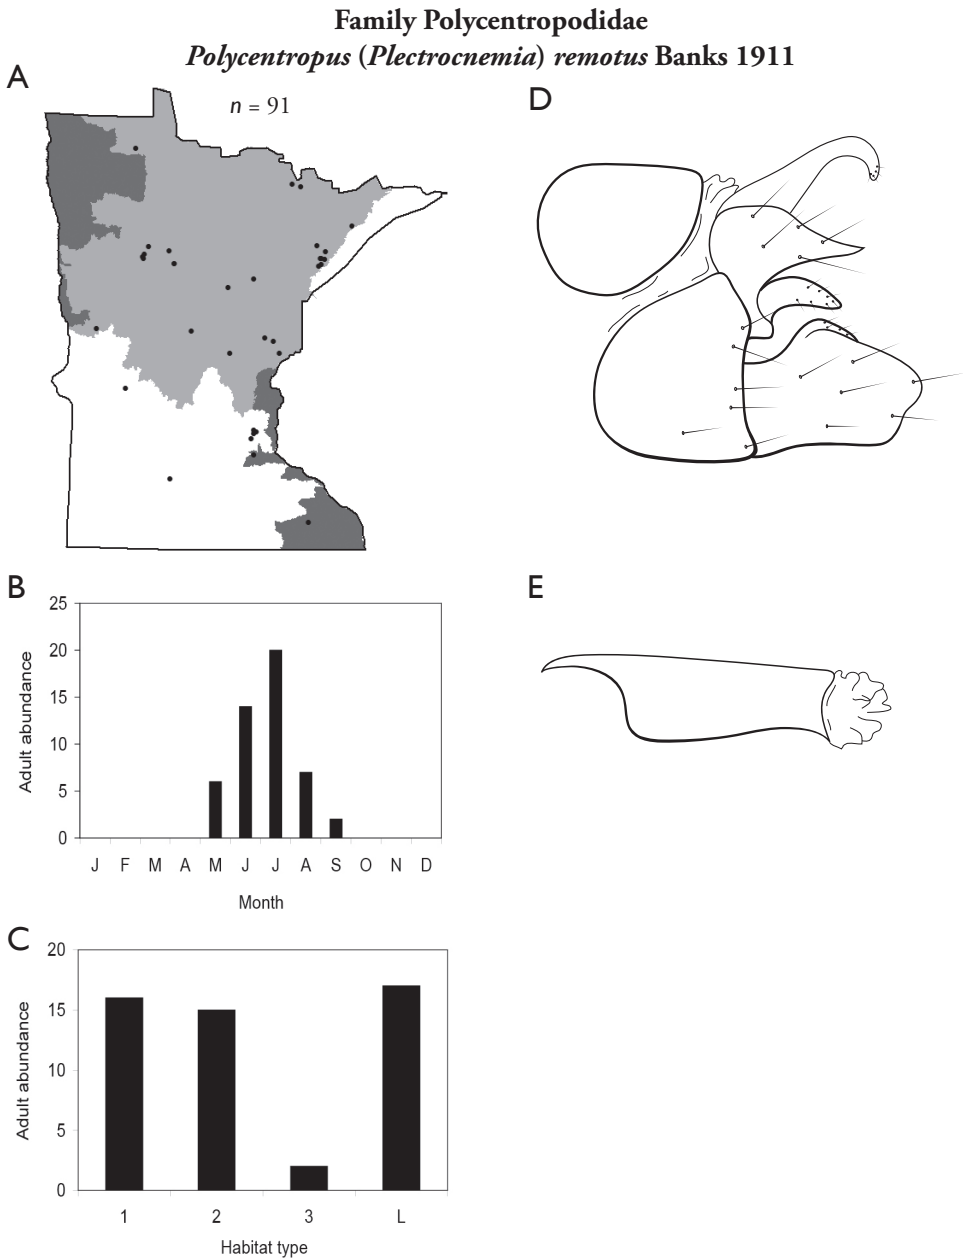 Family Polycentropodidae
Polycentropus (Plectrocnemia) remotus Banks 1911
A
n = 91
D
B
25
20
15
10
5
0
Adult abundance
J F M A M J J A S O N D
Month
E
C
20
15
10
5
0
Adult abundance
1 2 3 L
Habitat type